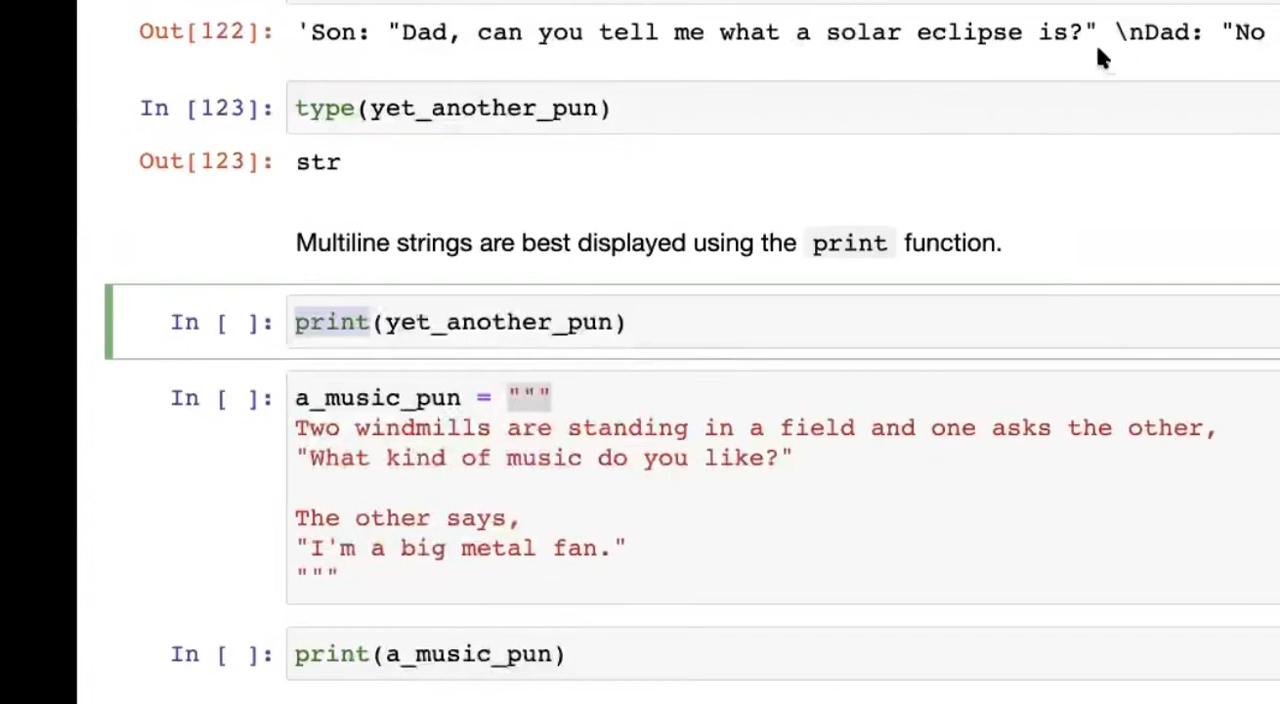 Out[122]: 'Son: "Dad, can you tell me what a solar eclipse is?" \nDad: "No
In [123]: type(yet_another_pun)
Out[123]: str
Multiline strings are best displayed using the print function.
In [ ]: print(yet_another_pun)
In [ ]: a_music_pun = """
Two windmills are standing in a field and one asks the other,
"What kind of music do you like?"
The other says,
"I'm a big metal fan."
"""
In [ ]: print(a_music_pun)